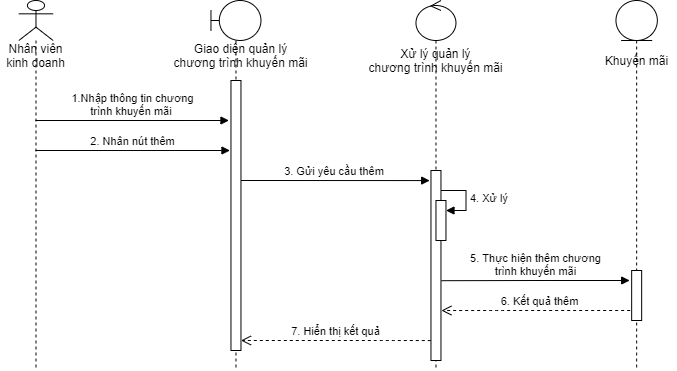 Nhân viên
kinh doanh
Giao diện quản lý
chương trình khuyến mãi
Xử lý quản lý
chương trình khuyến mãi
Khuyến mãi
1.Nhập thông tin chương
trình khuyến mãi
2. Nhân nút thêm
3. Gửi yêu cầu thêm
4. Xử lý
5. Thực hiện thêm chương
trình khuyến mãi
6. Kết quả thêm
7. Hiển thị kết quả